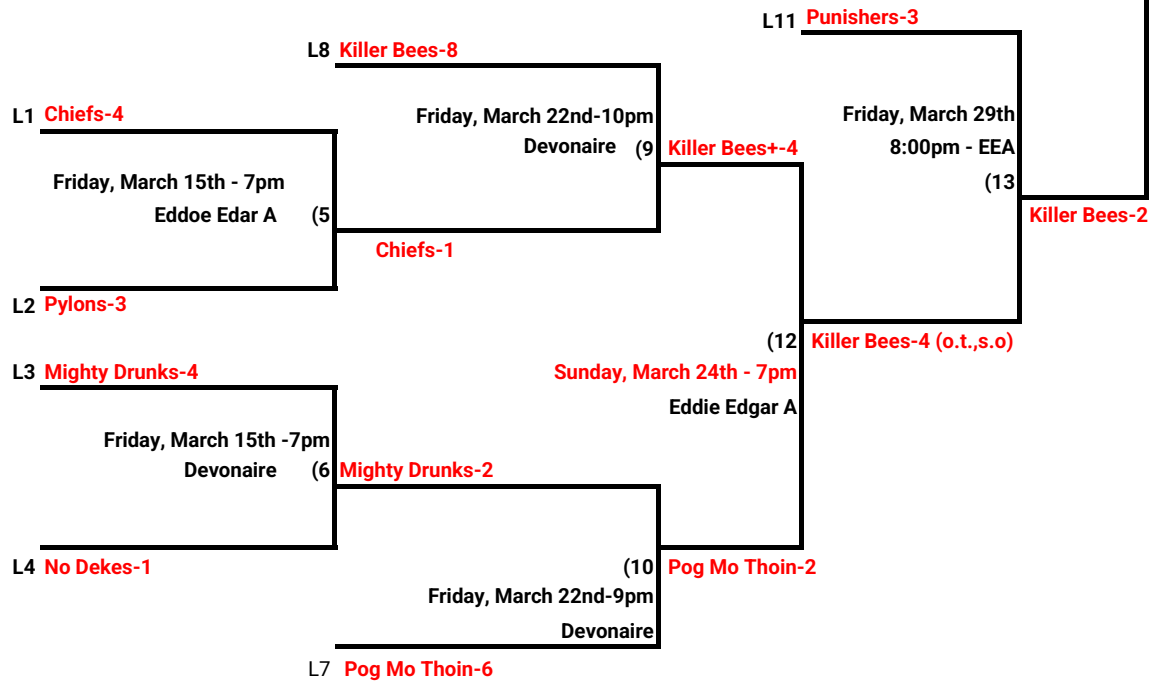 L11 Punishers-3
L8 Killer Bees-8
L1 Chiefs-4
Friday, March 22nd-10pm
Devonaire (9
Killer Bees+-4
Friday, March 29th
8:00pm - EEA
(13
Killer Bees-2
Friday, March 15th - 7pm
Eddoe Edar A (5
Chiefs-1
L2 Pylons-3
(12 Killer Bees-4 (o.t.,s.o)
Sunday, March 24th - 7pm
Eddie Edgar A
L3 Mighty Drunks-4
Friday, March 15th -7pm
Devonaire (6 Mighty Drunks-2
L4 No Dekes-1
(10 Pog Mo Thoin-2
Friday, March 22nd-9pm
Devonaire
L7 Pog Mo Thoin-6